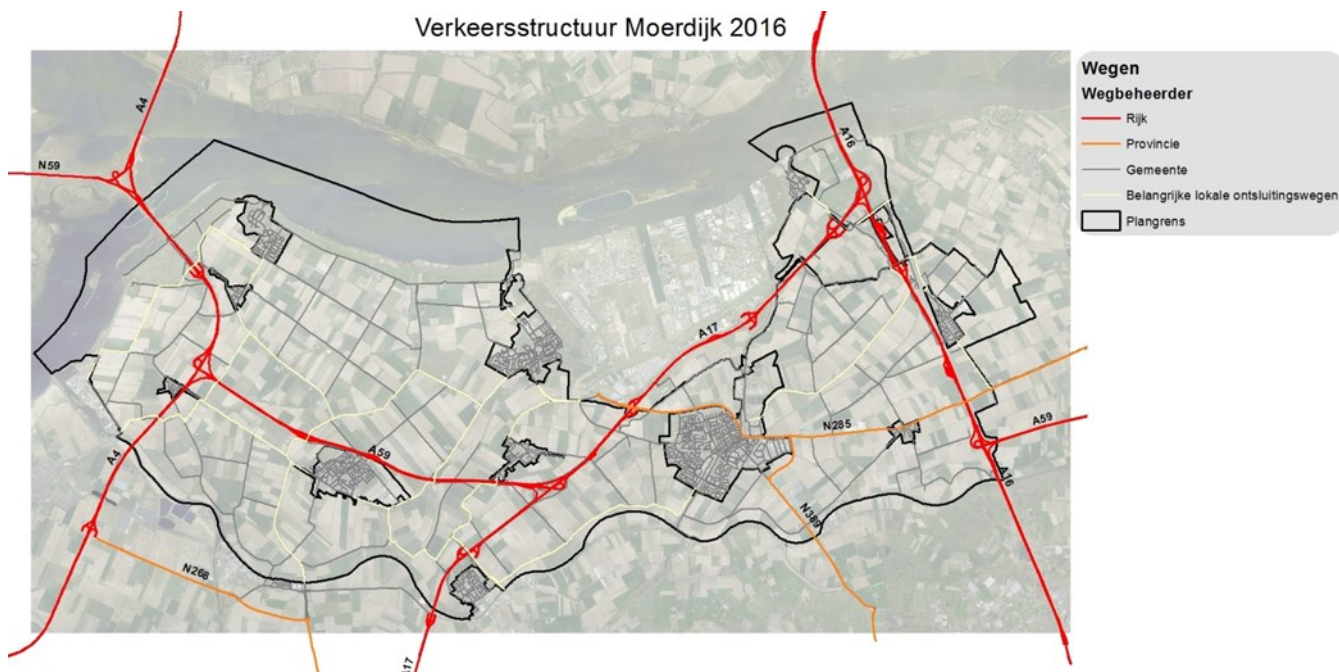 Verkeersstructuur Moerdijk 2016
Wegen
Wegbeheerder
Rijk
Provincie
Gemeente
Belangrijke lokale ontsluitingswegen
Plangrens
A4
N59
A16
A17
A59
N285
A59
A4
A16
N389
N268
A17